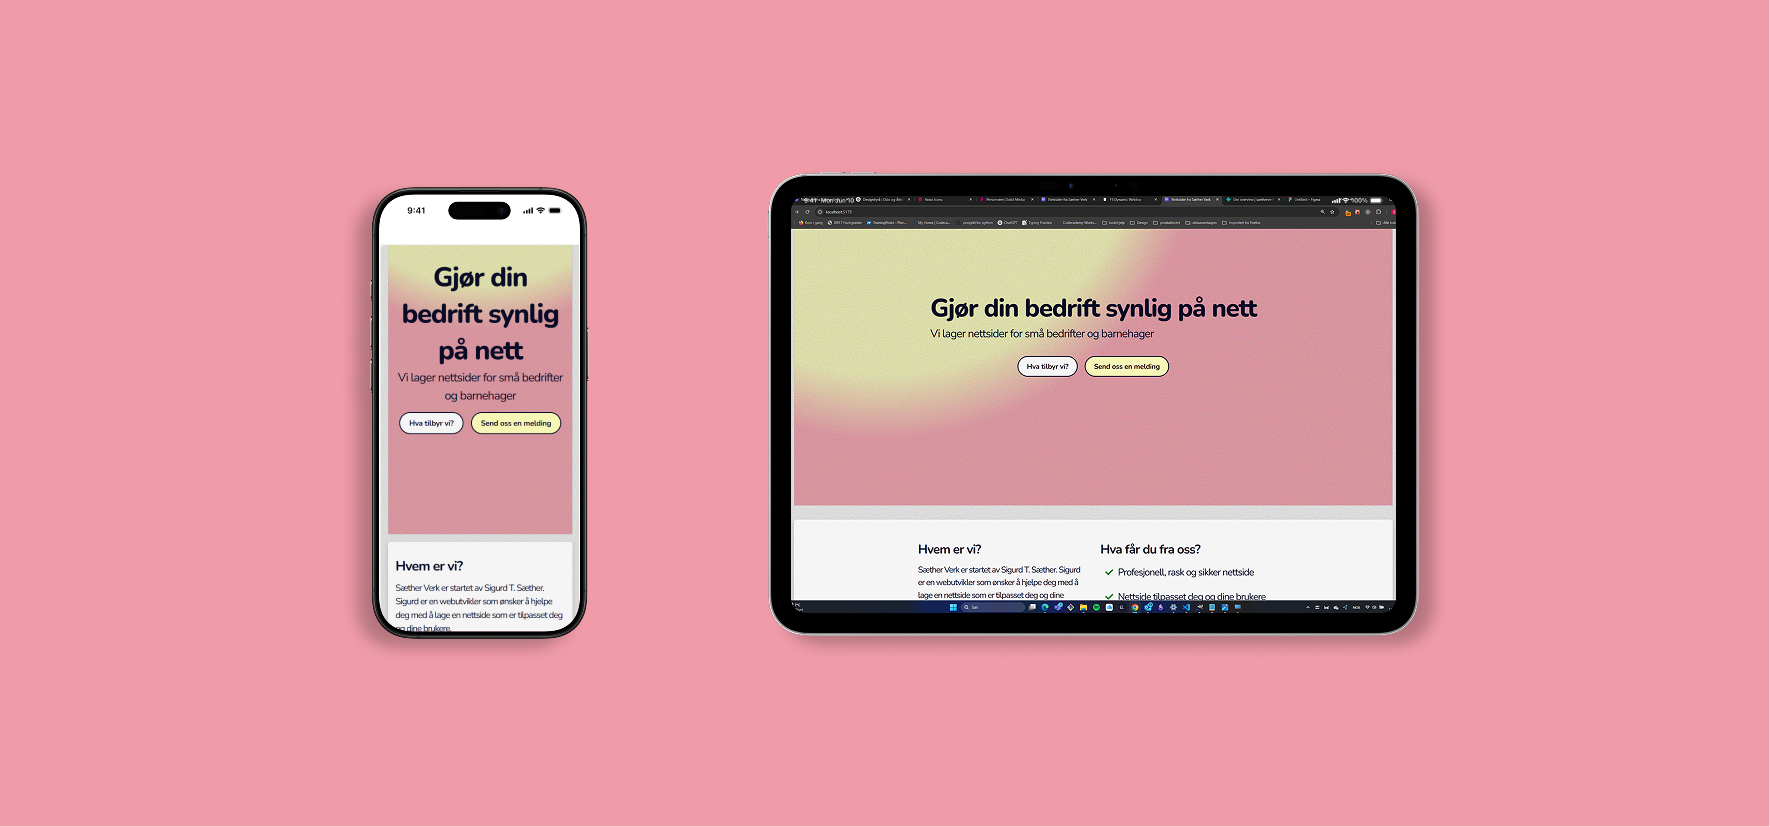 9:41
Gjør din
bedrift synlig
på nett
Vi lager nettsider for små bedrifter
og barnehager
Hva tilbyr vi?
Send oss en melding
Hvem er vi?
Sæther Verk er startet av Sigurd T. Sæther.
Sigurd er en webutvikler som ønsker å hjelpe
deg med å lage en nettside som er tilpasset deg
og dine brukere.
9:41 Mon Jun 10
100%
localhost:5173
Gjør din bedrift synlig på nett
Vi lager nettsider for små bedrifter og barnehager
Hva tilbyr vi?
Send oss en melding
Hvem er vi?
Sæther Verk er startet av Sigurd T. Sæther. Sigurd
er en webutvikler som ønsker å hjelpe deg med å
lage en nettside som er tilpasset deg og dine
Hva får du fra oss?
Profesjonell, rask og sikker nettside
Nettside tilpasset deg og dine brukere
Søk